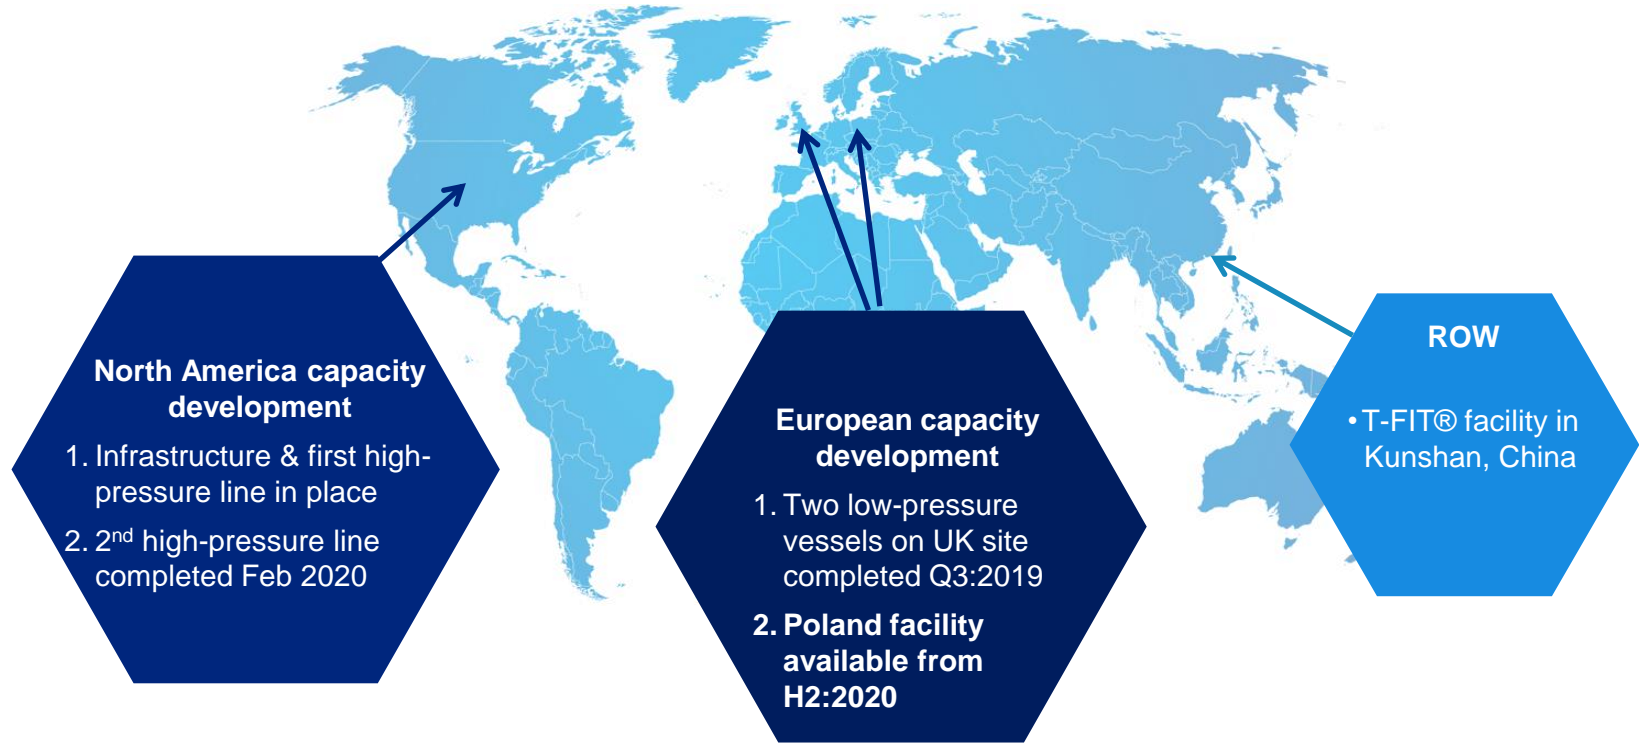 North America capacity
development
1. Infrastructure & first high-
pressure line in place
2. 2nd high-pressure line
completed Feb 2020
European capacity
development
1. Two low-pressure
vessels on UK site
completed Q3:2019
2. Poland facility
available from
H2:2020
ROW
• T-FIT® facility in
Kunshan, China